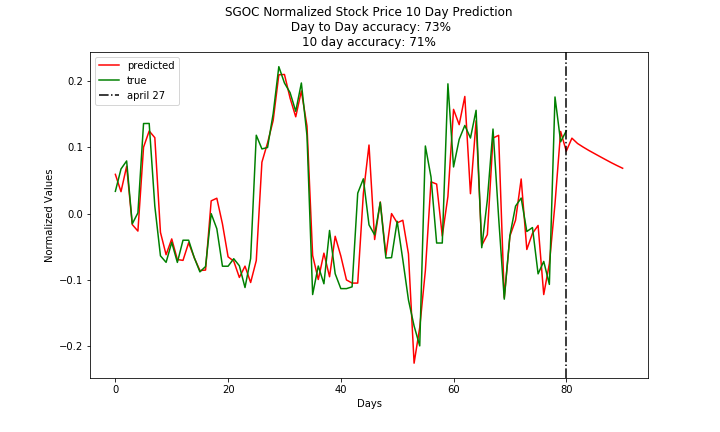 SGOC Normalized Stock Price 10 Day Prediction
Day to Day accuracy: 73%
10 day accuracy: 71%
predicted
true
april 27
Normalized Values
0.2
0.1
0.0
−0.1
−0.2
0
20
40
60
80
Days